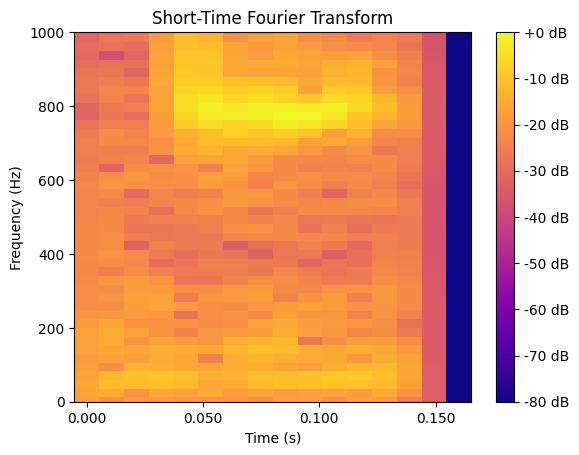 Short-Time Fourier Transform
1000
800
600
400
200
0
Frequency (Hz)
0.000
0.050
0.100
0.150
Time (s)
+0 dB
-10 dB
-20 dB
-30 dB
-40 dB
-50 dB
-60 dB
-70 dB
-80 dB